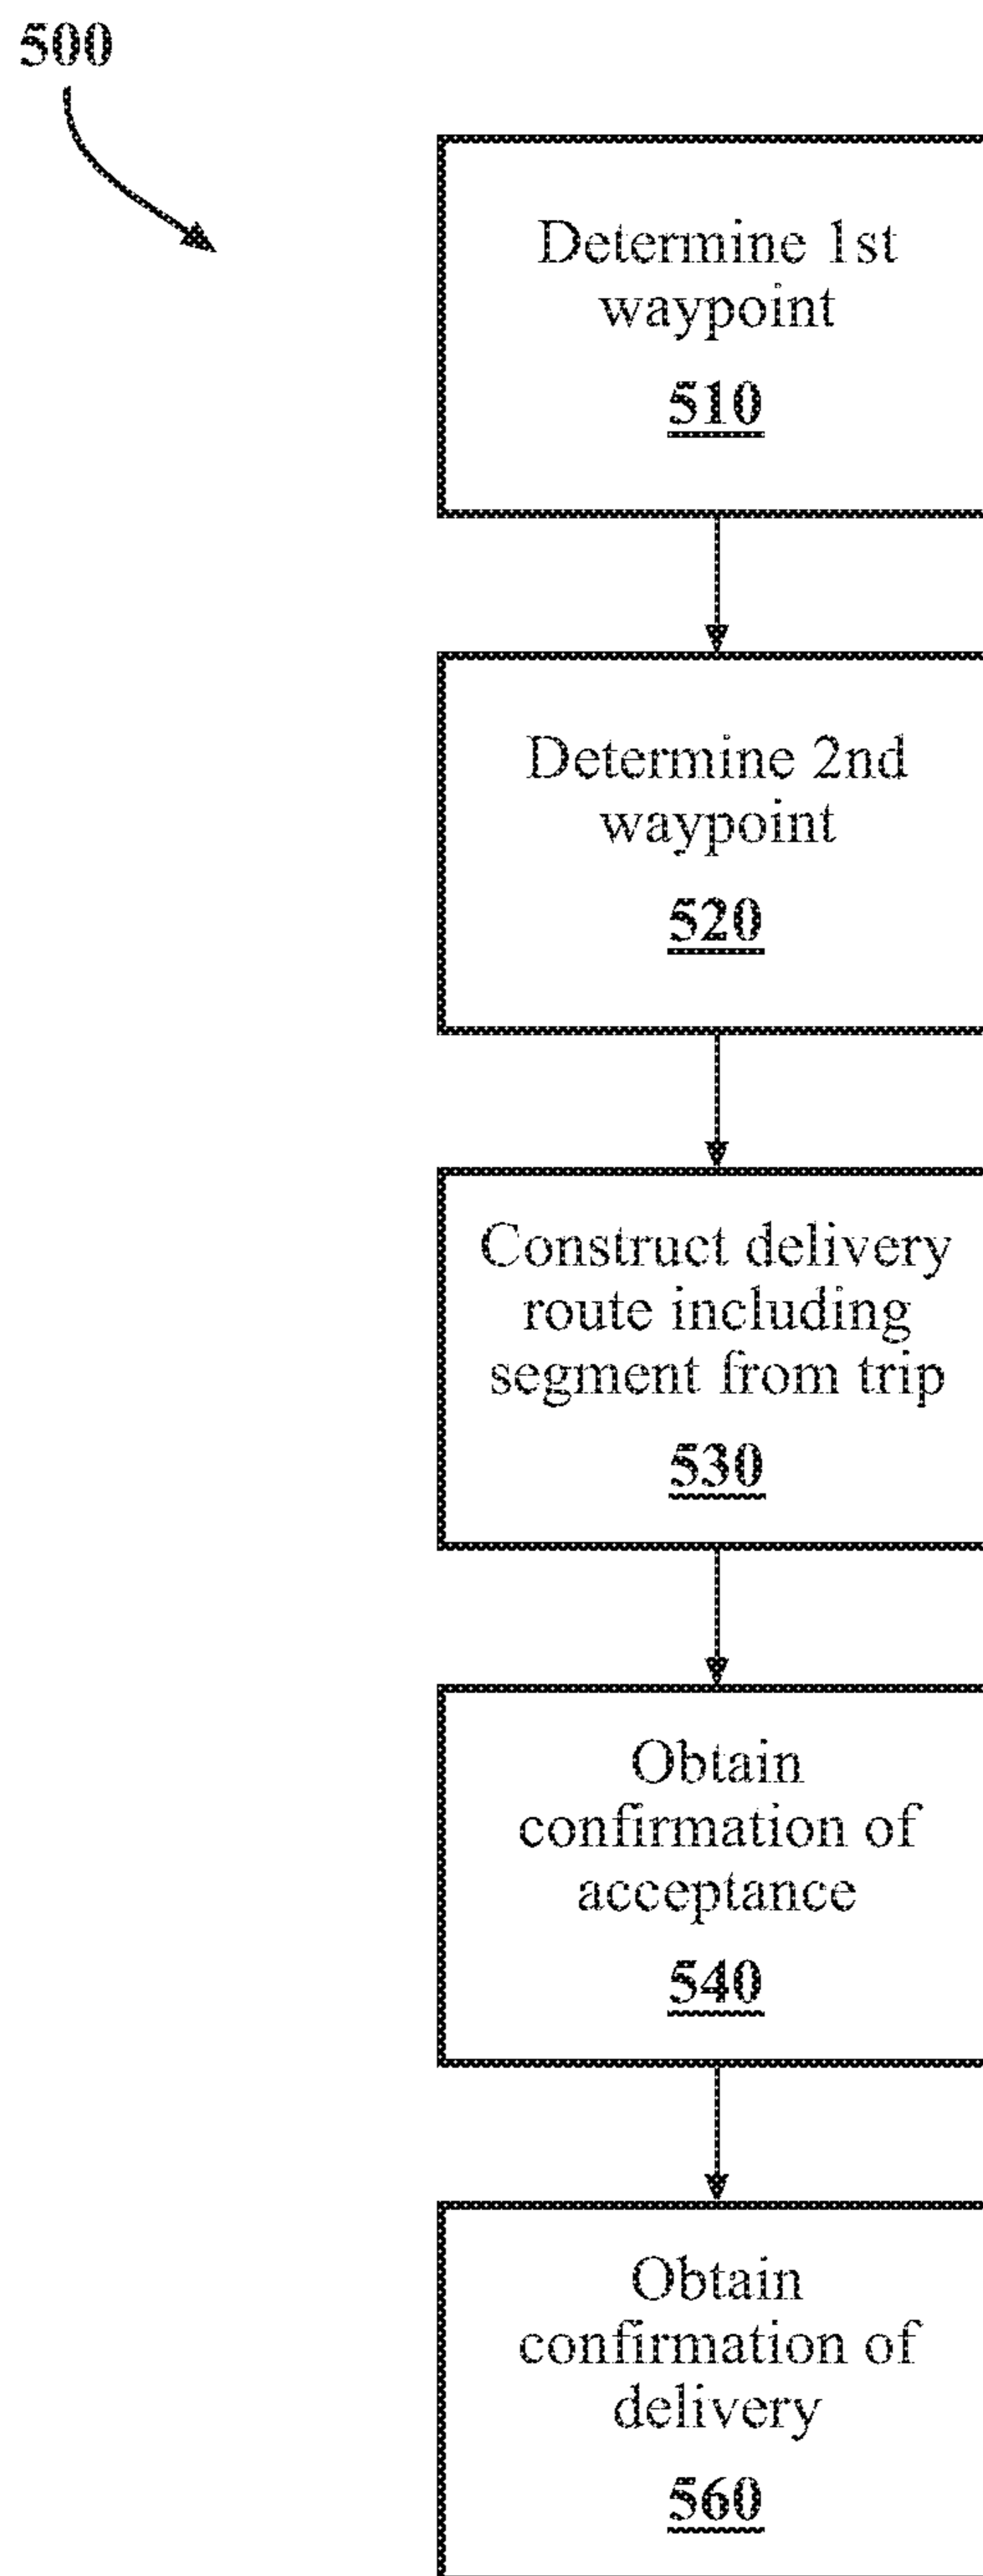 500
Determine 1st
waypoint
510
Determine 2nd
waypoint
520
Construct delivery
route including
segment from trip
530
Obtain
confirmation of
acceptance
540
Obtain
confirmation of
delivery
560